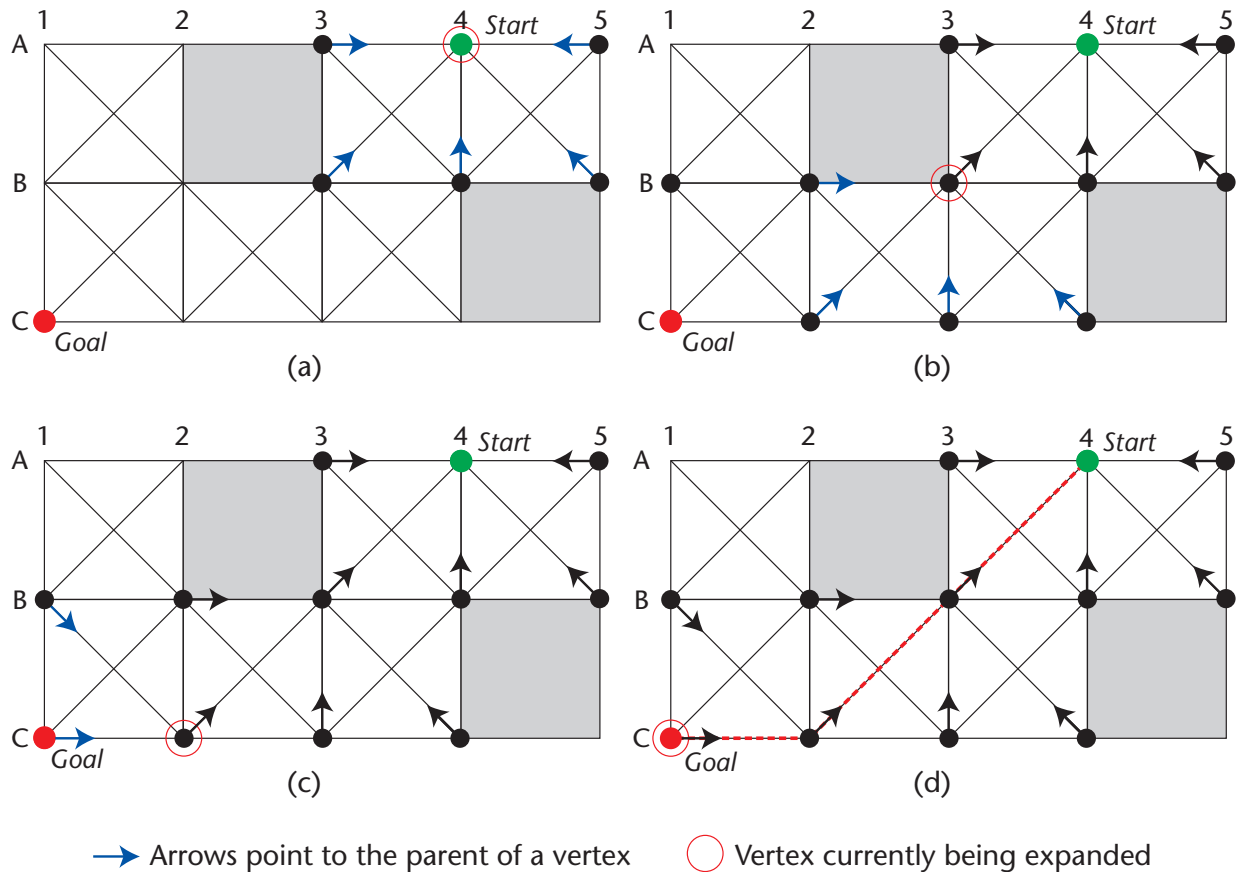 1 2 3 4 5
Start
A
B
C
Goal
(a)
1 2 3 4 5
Start
A
B
C
Goal
(b)
1 2 3 4 5
Start
A
B
C
Goal
(c)
1 2 3 4 5
Start
A
B
C
Goal
(d)
Arrows point to the parent of a vertex
Vertex currently being expanded